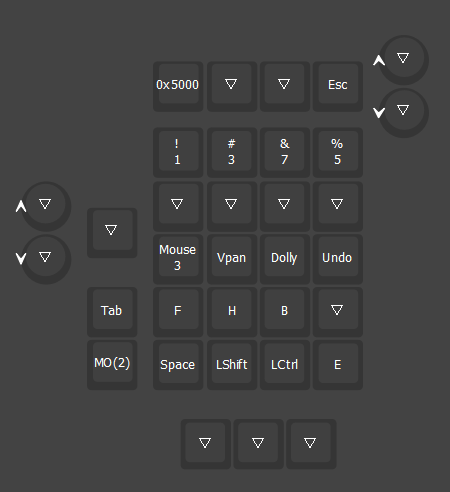 0x5000 ▽ ▽ Esc ▽
▽
! # & %
1 3 7 5
▽ ▽ ▽ ▽ ▽
▽
Mouse
3 Vpan Dolly Undo
▽
Tab F H B ▽
MO(2) Space LShift LCtrl E
▽ ▽ ▽